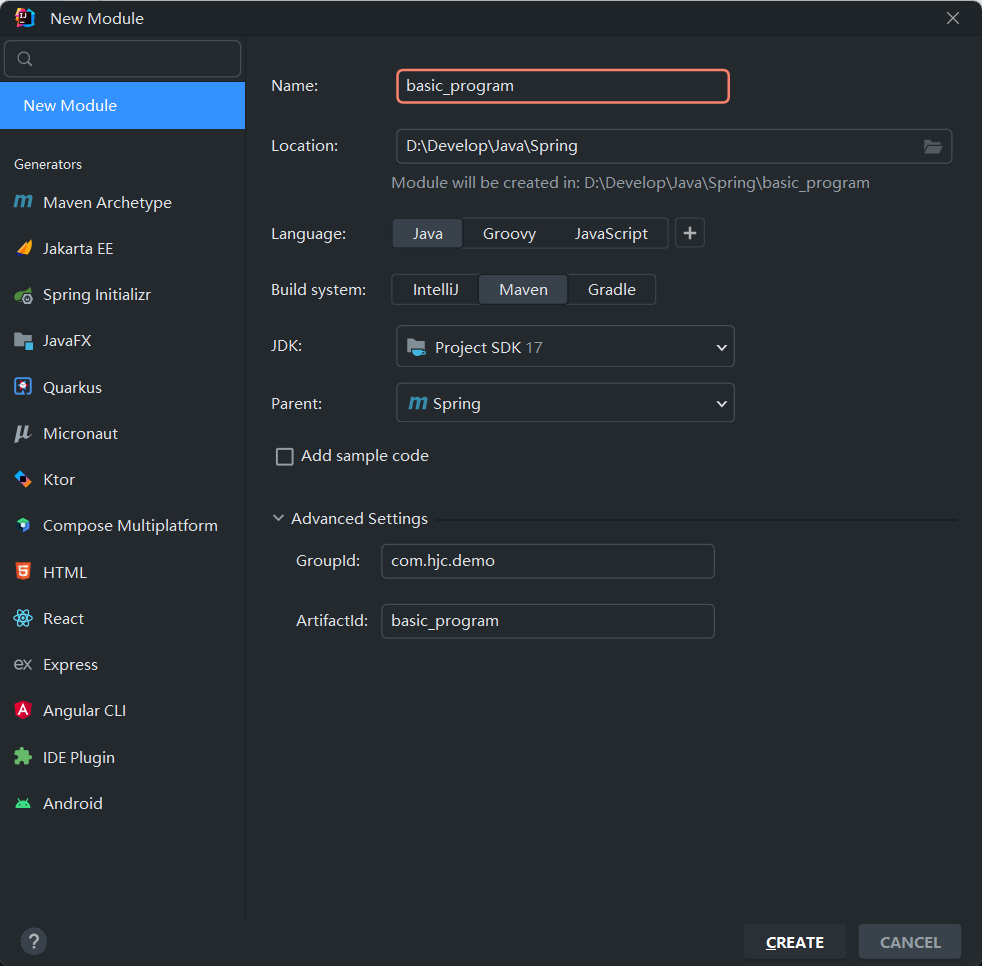 New Module
New Module
Generators
Maven Archetype
Jakarta EE
Spring Initializr
JavaFX
Quarkus
Micronaut
Ktor
Compose Multiplatform
HTML
React
ex Express
Angular CLI
IDE Plugin
Android
Name: basic_program
Location: D:\Develop\Java\Spring
Module will be created in: D:\Develop\Java\Spring\basic_program
Language: Java Groovy JavaScript +
Build system: IntelliJ Maven Gradle
JDK: Project SDK 17
Parent: m Spring
Add sample code
Advanced Settings
GroupId: com.hjc.demo
ArtifactId: basic_program
? CREATE CANCEL